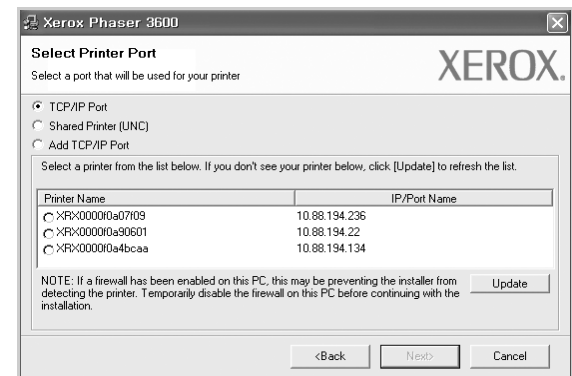 Xerox Phaser 3600
Select Printer Port
Select a port that will be used for your printer
XEROX.
TCP/IP Port
Shared Printer (UNC)
Add TCP/IP Port
Select a printer from the list below. If you don't see your printer below, click [Update] to refresh the list.
Printer Name IP/Port Name
XRX0000f0a07f09 10.88.194.236
XRX0000f0a90601 10.88.194.22
XRX0000f0a4bcaa 10.88.194.134
NOTE: If a firewall has been enabled on this PC, this may be preventing the installer from
detecting the printer. Temporarily disable the firewall on this PC before continuing with the
installation.
Update
<Back Next> Cancel